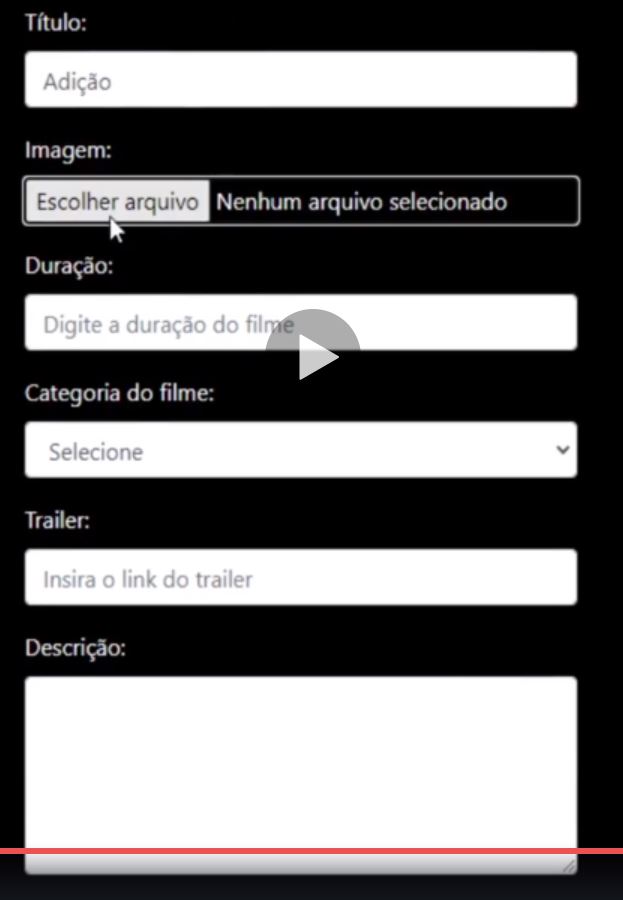 Título:
Adição
Imagem:
Escolher arquivo Nenhum arquivo selecionado
Duração:
Digite a duração do filme
Categoria do filme:
Selecione
Trailer:
Insira o link do trailer
Descrição: